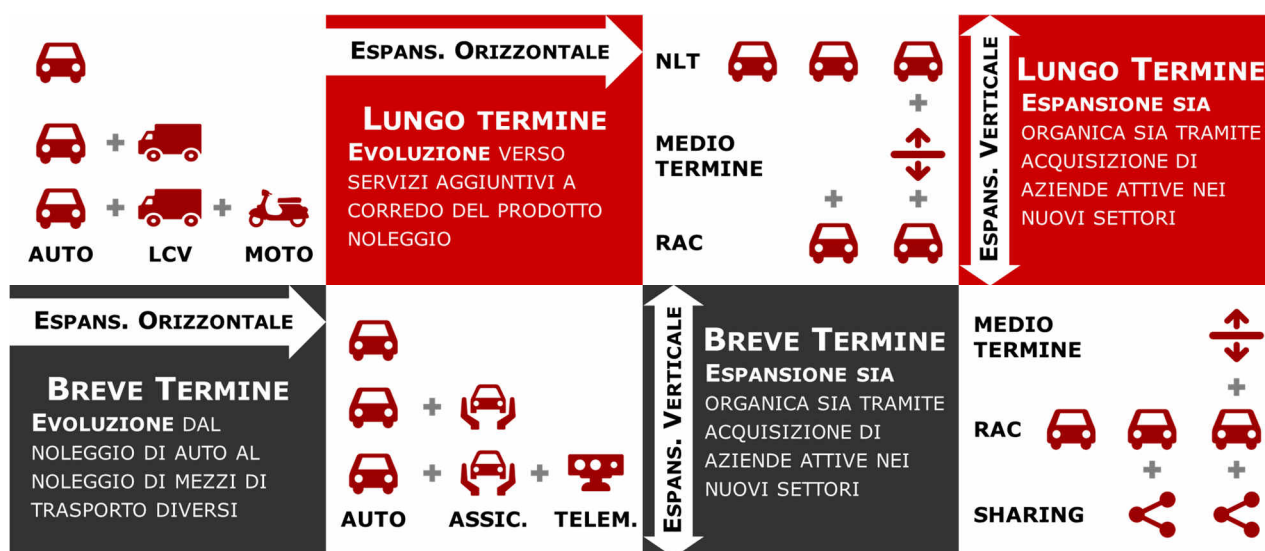 AUTO LCV MOTO
ESPANS. ORIZZONTALE
LUNGO TERMINE
EVOLUZIONE VERSO
SERVIZI AGGIUNTIVI A
CORREDO DEL PRODOTTO
NOLEGGIO
NLT
MEDIO
TERMINE
RAC
ESPANS. VERTICALE
LUNGO TERMINE
ESPANSIONE SIA
ORGANICA SIA TRAMITE
ACQUISIZIONE DI
AZIENDE ATTIVE NEI
NUOVI SETTORI
ESPANS. ORIZZONTALE
BREVE TERMINE
EVOLUZIONE DAL
NOLEGGIO DI AUTO AL
NOLEGGIO DI MEZZI DI
TRASPORTO DIVERSI
AUTO ASSIC. TELEM.
ESPANS. VERTICALE
BREVE TERMINE
ESPANSIONE SIA
ORGANICA SIA TRAMITE
ACQUISIZIONE DI
AZIENDE ATTIVE NEI
NUOVI SETTORI
MEDIO
TERMINE
RAC
SHARING